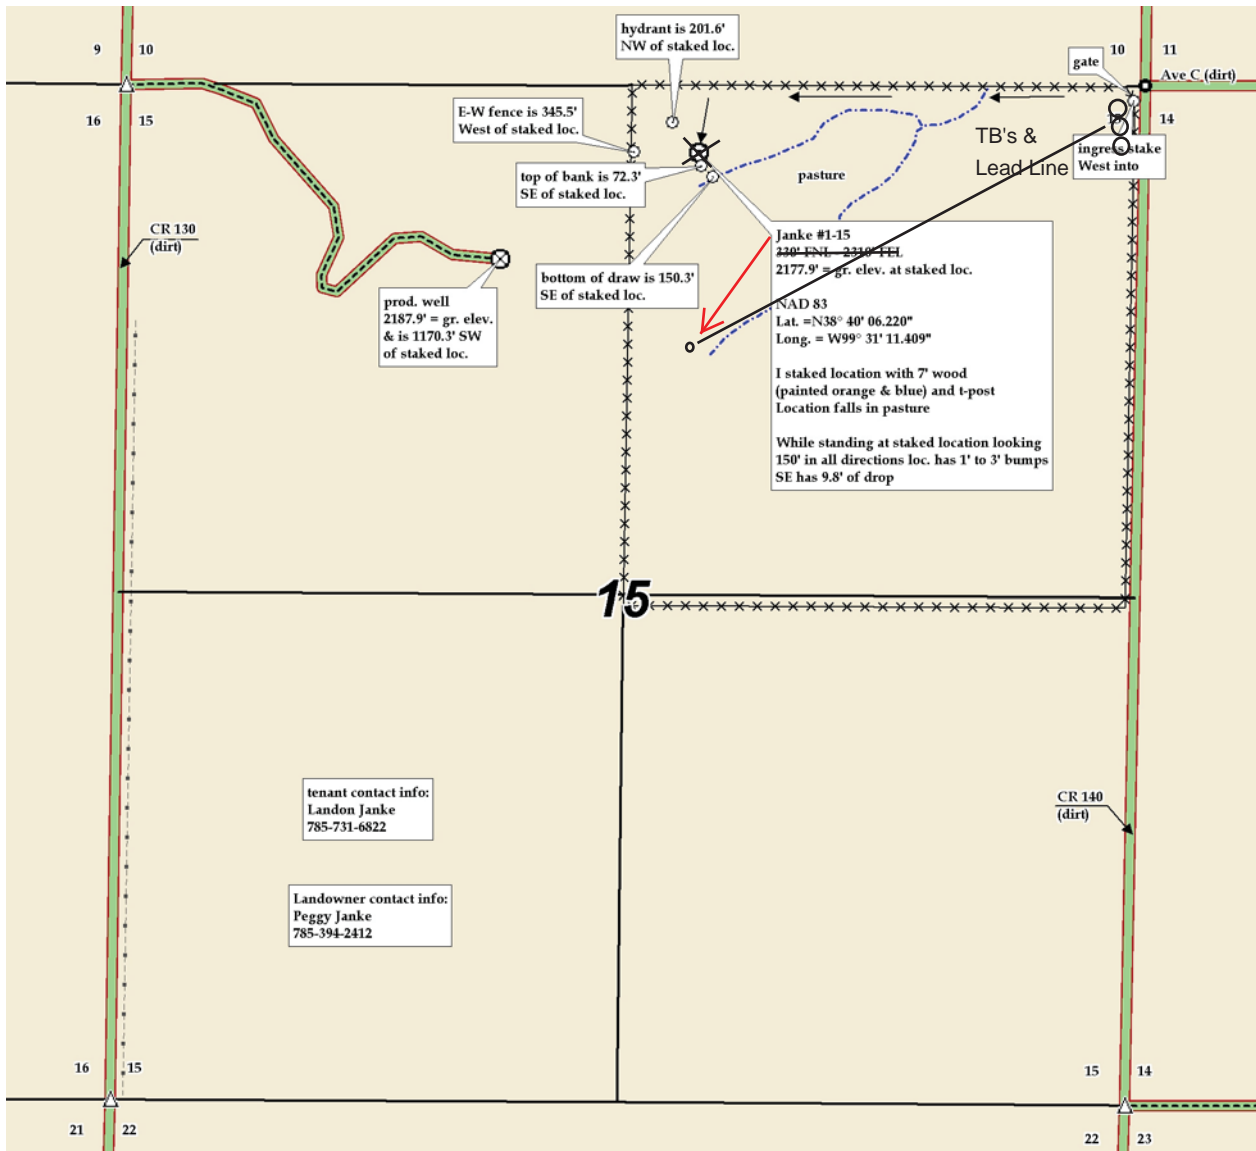 9 10
16 15
hydrant is 201.6'
NW of staked loc.
10 11
gate
Ave C (dirt)
14
E-W fence is 345.5'
West of staked loc.
TB's &
Lead Line
ingress stake
West into
top of bank is 72.3'
SE of staked loc.
pasture
CR 130
(dirt)
bottom of draw is 150.3'
SE of staked loc.
prod. well
2187.9' = gr. elev.
& is 1170.3' SW
of staked loc.
Janke #1-15
330' FNL - 2310' FEL
2177.9' = gr. elev. at staked loc.
NAD 83
Lat. =N38° 40' 06.220"
Long. = W99° 31' 11.409"
I staked location with 7' wood
(painted orange & blue) and t-post
Location falls in pasture
While standing at staked location looking
150' in all directions loc. has 1' to 3' bumps
SE has 9.8' of drop
15
tenant contact info:
Landon Janke
785-731-6822
CR 140
(dirt)
Landowner contact info:
Peggy Janke
785-394-2412
16 15
21 22
15 14
22 23